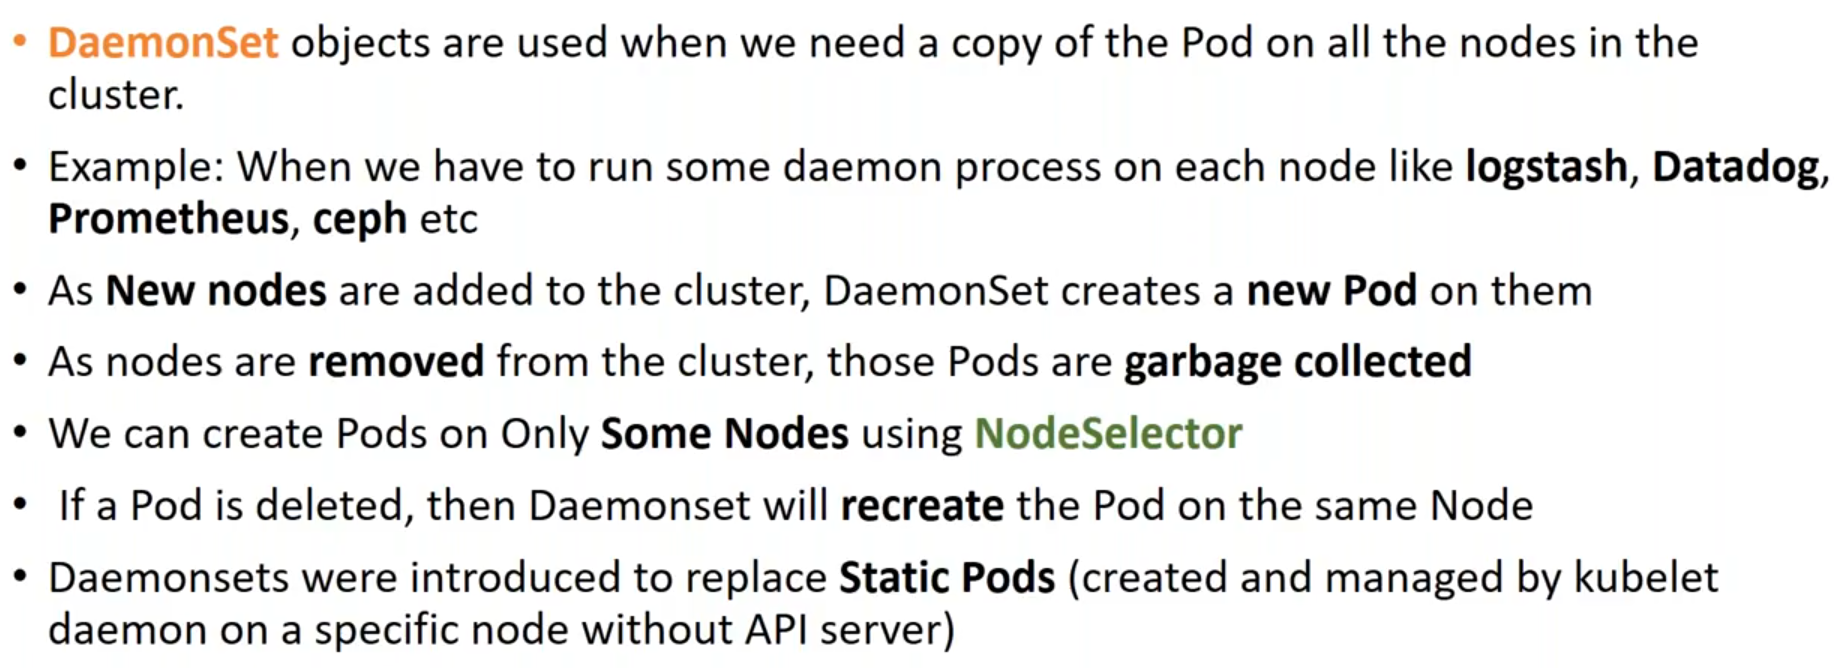 • DaemonSet objects are used when we need a copy of the Pod on all the nodes in the
cluster.
• Example: When we have to run some daemon process on each node like logstash, Datadog,
Prometheus, ceph etc
• As New nodes are added to the cluster, DaemonSet creates a new Pod on them
• As nodes are removed from the cluster, those Pods are garbage collected
• We can create Pods on Only Some Nodes using NodeSelector
• If a Pod is deleted, then Daemonset will recreate the Pod on the same Node
• Daemonsets were introduced to replace Static Pods (created and managed by kubelet
daemon on a specific node without API server)